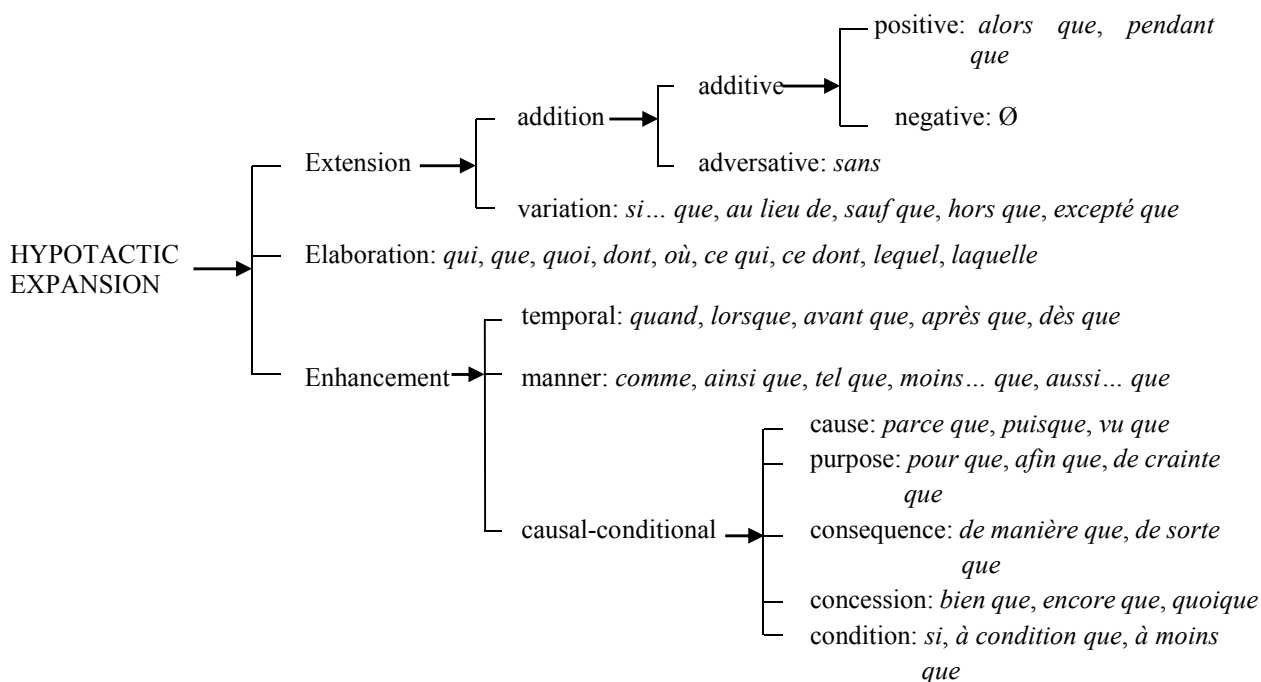 positive: alors que, pendant
que
additive
addition
negative: Ø
Extension
adversative: sans
variation: si… que, au lieu de, sauf que, hors que, excepté que
HYPOTACTIC
EXPANSION
Elaboration: qui, que, quoi, dont, où, ce qui, ce dont, lequel, laquelle
temporal: quand, lorsque, avant que, après que, dès que
Enhancement
manner: comme, ainsi que, tel que, moins… que, aussi… que
cause: parce que, puisque, vu que
purpose: pour que, afin que, de crainte
que
causal-conditional
consequence: de manière que, de sorte
que
concession: bien que, encore que, quoique
condition: si, à condition que, à moins
que